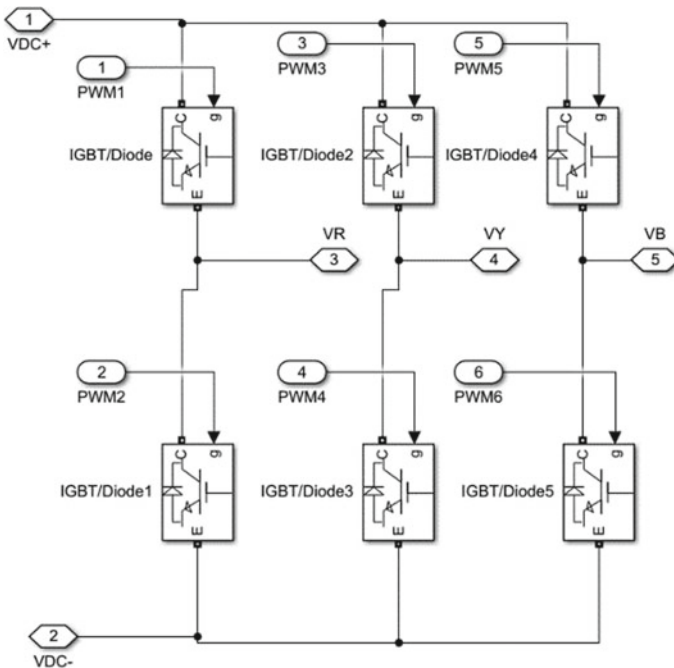 1
VDC+
3
PWM3
5
PWM5
1
PWM1
C
g
IGBT/Diode
E
C
g
IGBT/Diode2
E
C
g
IGBT/Diode4
E
VR
3
VY
4
VB
5
2
PWM2
4
PWM4
6
PWM6
C
g
IGBT/Diode1
E
C
g
IGBT/Diode3
E
C
g
IGBT/Diode5
E
2
VDC-